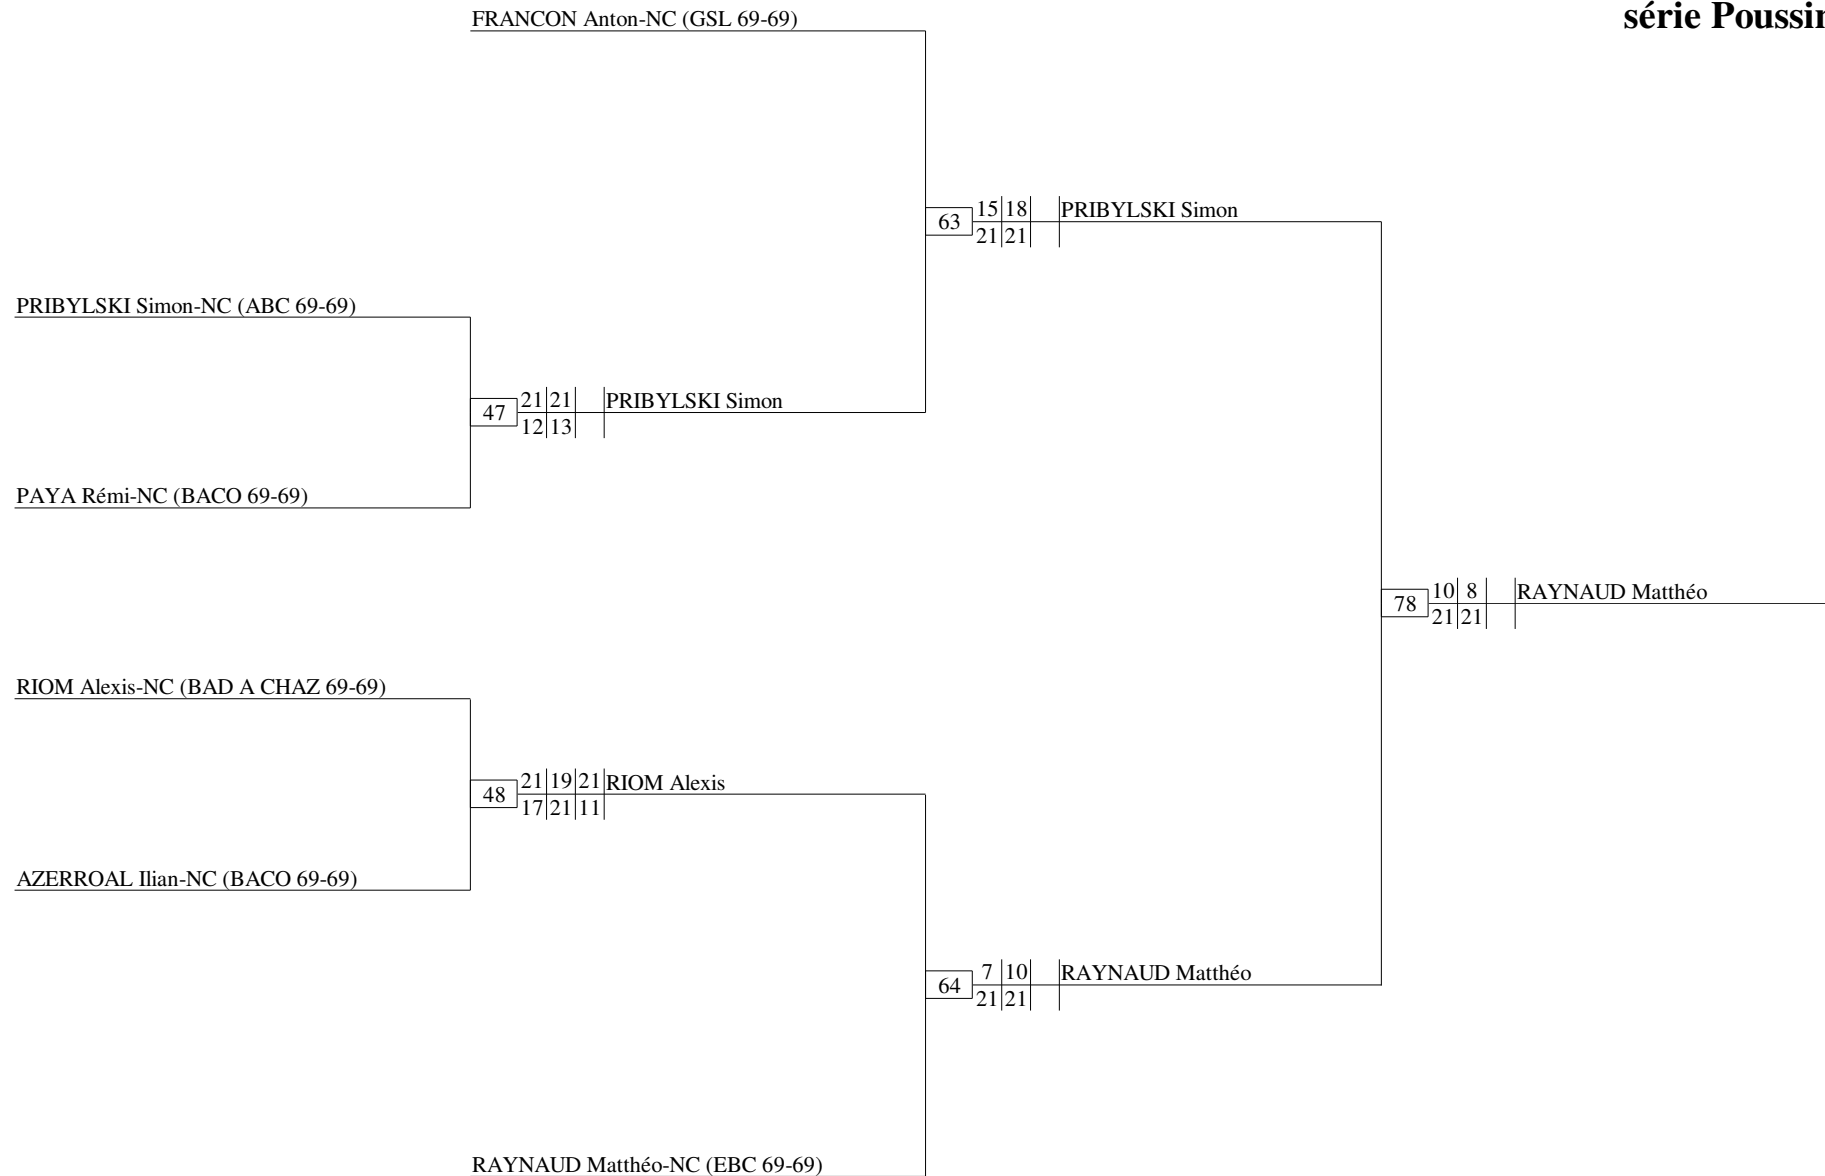 série Poussin
FRANCON Anton-NC (GSL 69-69)
63
15 18
21 21
PRIBYLSKI Simon
PRIBYLSKI Simon-NC (ABC 69-69)
47
21 21
12 13
PRIBYLSKI Simon
PAYA Rémi-NC (BACO 69-69)
78
10 8
21 21
RAYNAUD Matthéo
RIOM Alexis-NC (BAD A CHAZ 69-69)
48
21 19 21
17 21 11
RIOM Alexis
AZERROAL Ilian-NC (BACO 69-69)
64
7 10
21 21
RAYNAUD Matthéo
RAYNAUD Matthéo-NC (EBC 69-69)